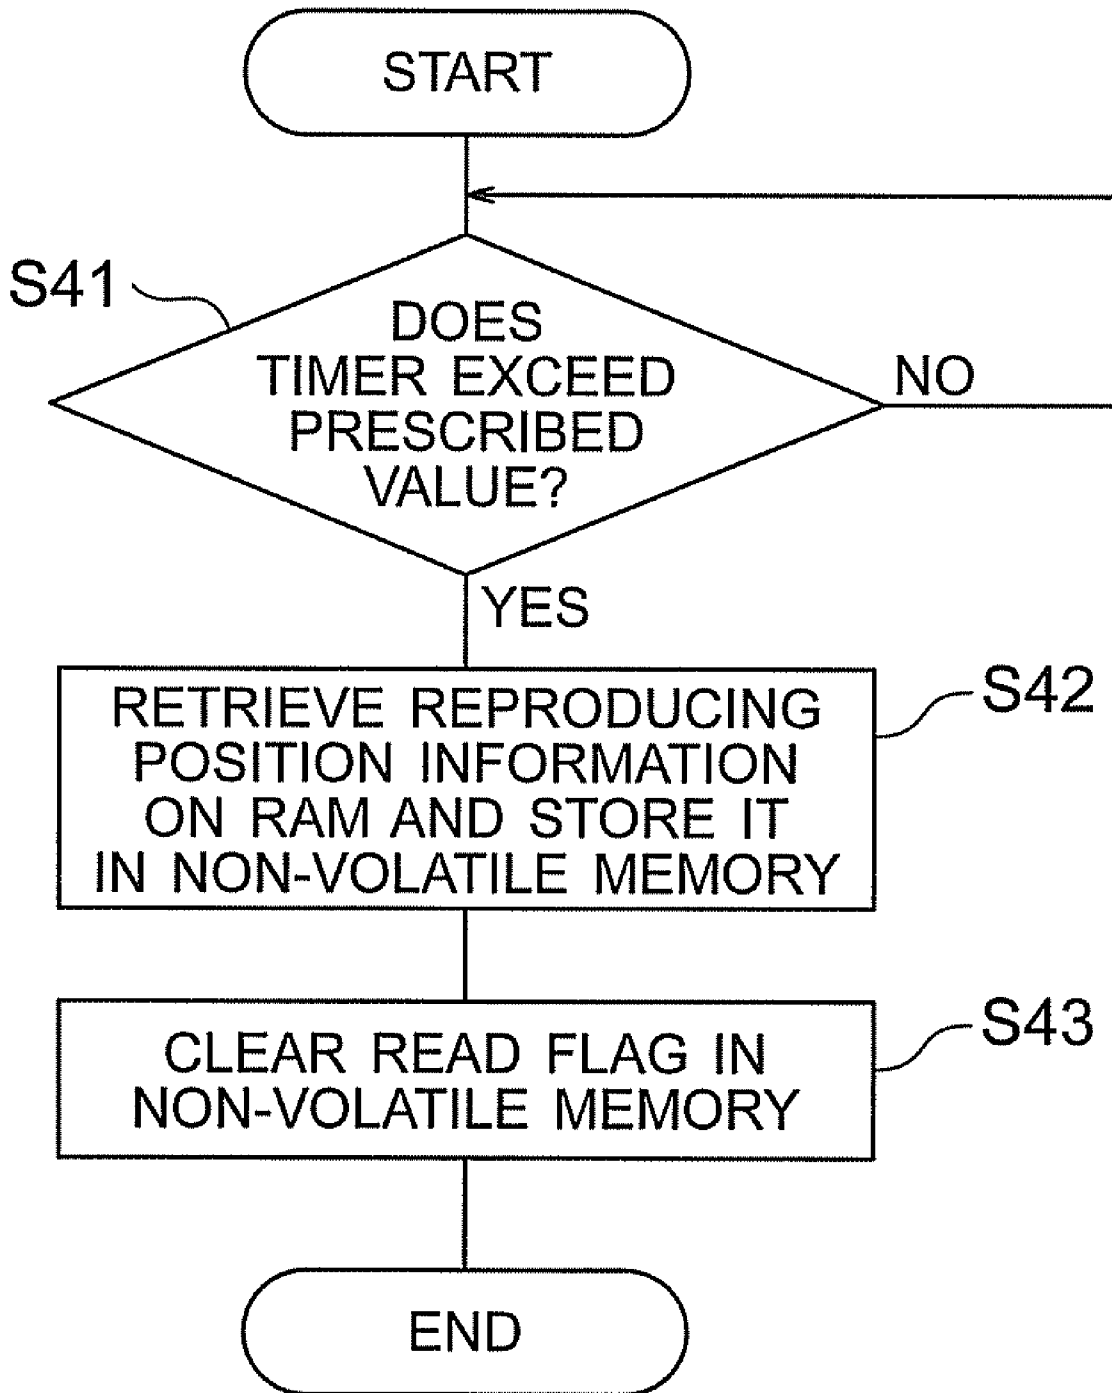 START
S41
DOES
TIMER EXCEED
PRESCRIBED
VALUE?
NO
YES
RETRIEVE REPRODUCING
POSITION INFORMATION
ON RAM AND STORE IT
IN NON-VOLATILE MEMORY
S42
CLEAR READ FLAG IN
NON-VOLATILE MEMORY
S43
END